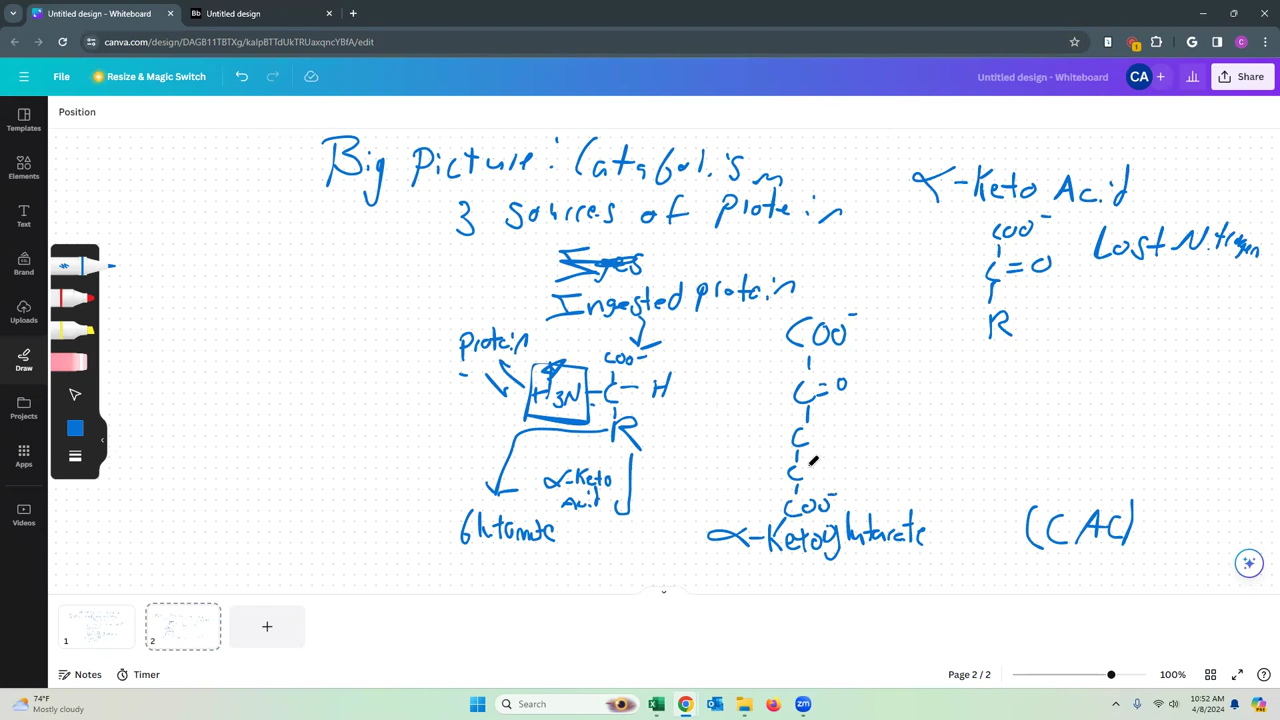 Untitled design - Whiteboard
Untitled design
canva.com/design/DAGB11TBTXg/kaIpBTTdUkTRUaxqncYBfA/edit
File
Resize & Magic Switch
Untitled design - Whiteboard
CA
Share
Position
Templates
Elements
Text
Brand
Uploads
Draw
Projects
Apps
Videos
Big Picture: Catabolism
3 sources of protein
Ingested protein
Protein
COO-
H3N - C - H
R
α-Keto
Acid
Glutamate
COO-
C=O
C
C
COO-
α-Ketoglutarate
(CAC)
α-Keto Acid
COO-
C=O
R
Lost Nitrogen
1
2
Notes
Timer
Page 2 / 2
100%
74°F
Mostly cloudy
Search
10:52 AM
4/8/2024